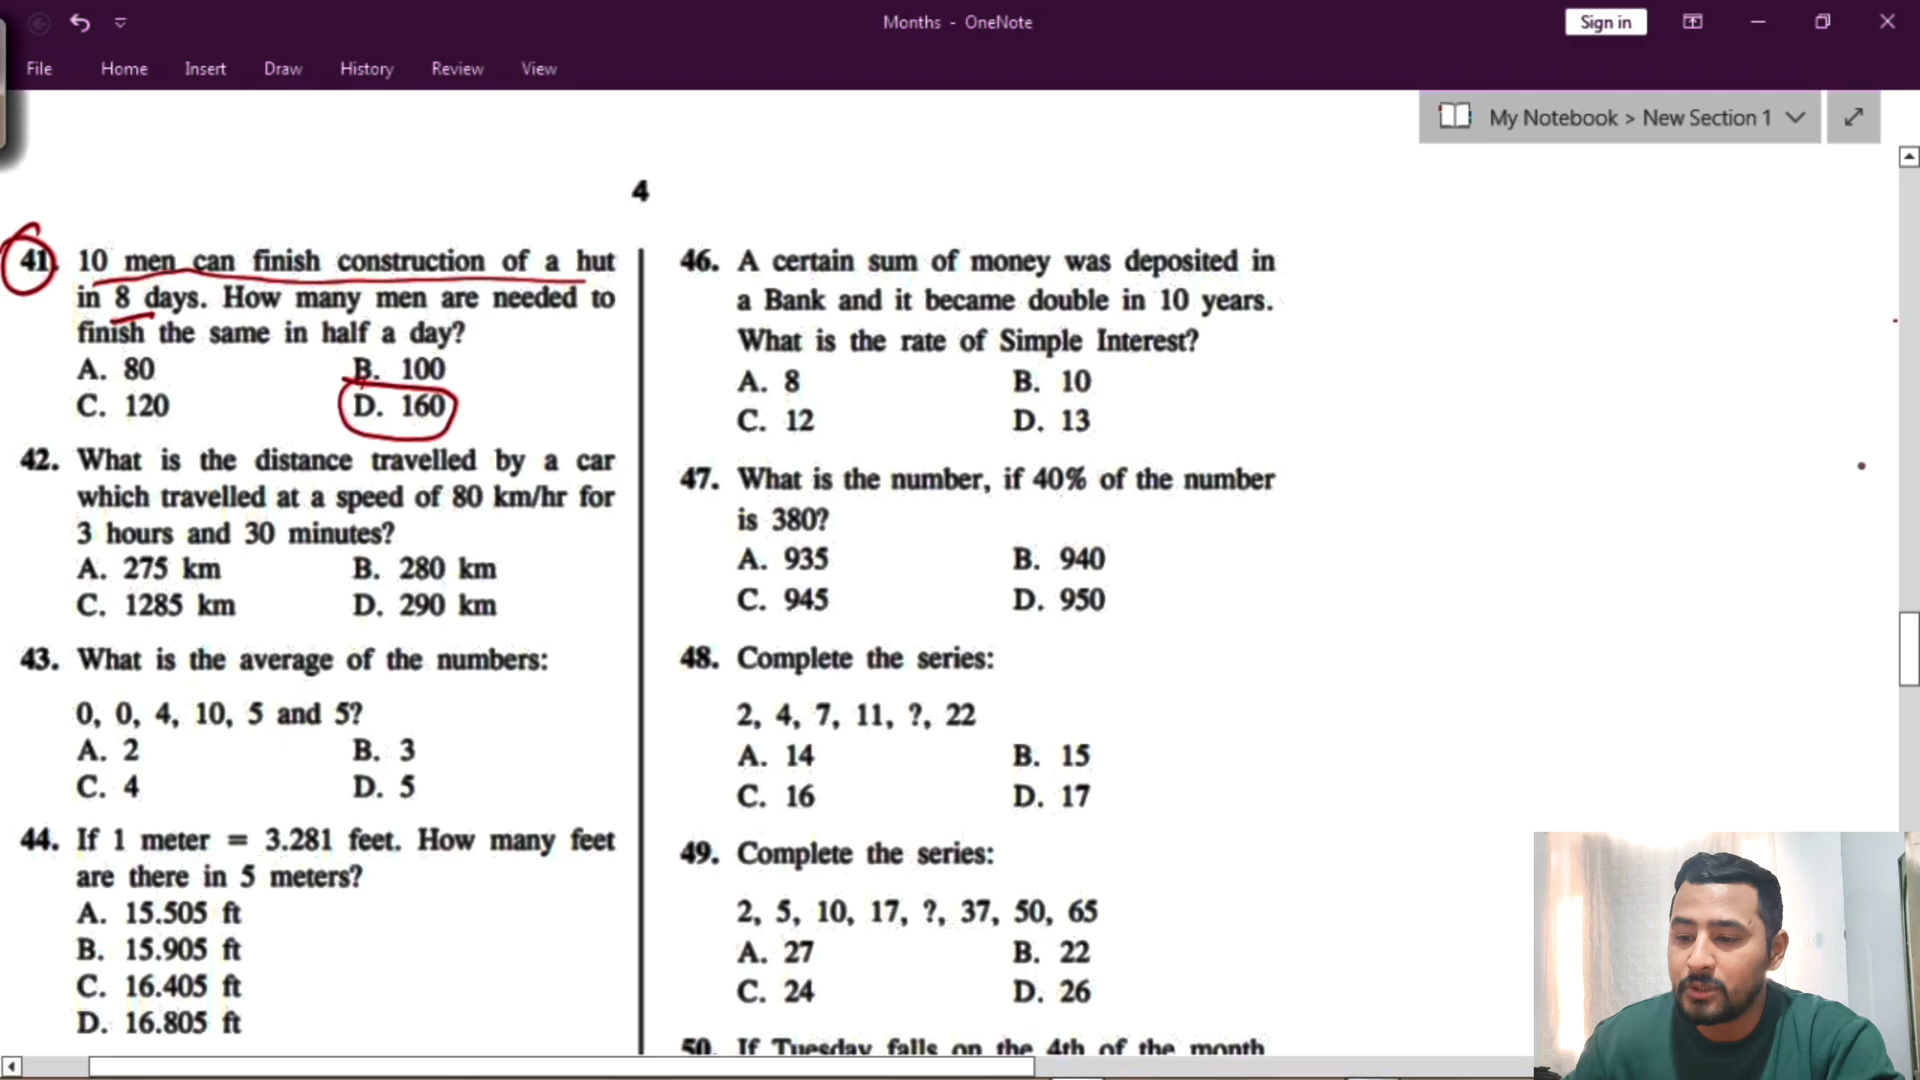 Months - OneNote
Sign in
File Home Insert Draw History Review View
My Notebook > New Section 1
4
41. 10 men can finish construction of a hut
in 8 days. How many men are needed to
finish the same in half a day?
A. 80 B. 100
C. 120 D. 160
42. What is the distance travelled by a car
which travelled at a speed of 80 km/hr for
3 hours and 30 minutes?
A. 275 km B. 280 km
C. 1285 km D. 290 km
43. What is the average of the numbers:
0, 0, 4, 10, 5 and 5?
A. 2 B. 3
C. 4 D. 5
44. If 1 meter = 3.281 feet. How many feet
are there in 5 meters?
A. 15.505 ft
B. 15.905 ft
C. 16.405 ft
D. 16.805 ft
46. A certain sum of money was deposited in
a Bank and it became double in 10 years.
What is the rate of Simple Interest?
A. 8 B. 10
C. 12 D. 13
47. What is the number, if 40% of the number
is 380?
A. 935 B. 940
C. 945 D. 950
48. Complete the series:
2, 4, 7, 11, ?, 22
A. 14 B. 15
C. 16 D. 17
49. Complete the series:
2, 5, 10, 17, ?, 37, 50, 65
A. 27 B. 22
C. 24 D. 26
50. If Tuesday falls on the 4th of the month